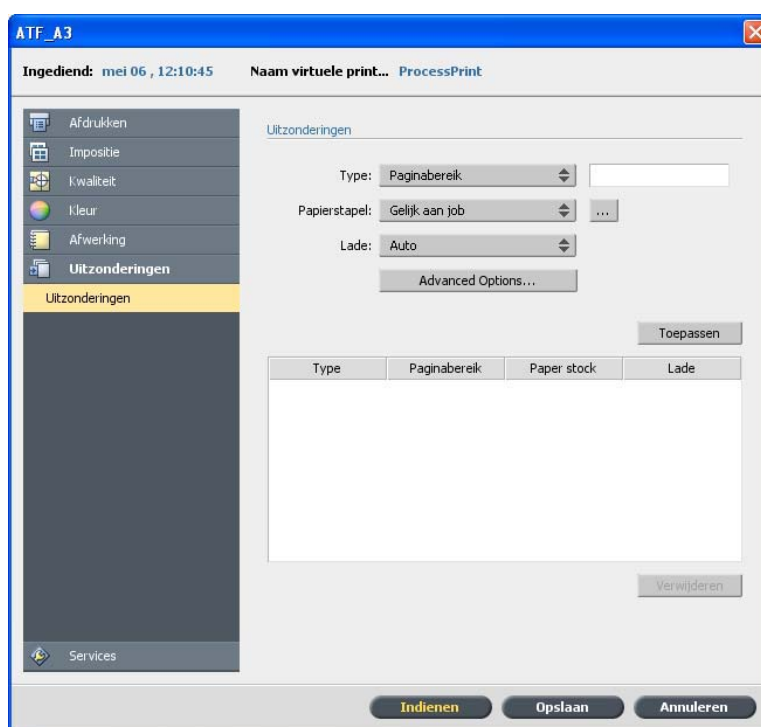 ATF_A3
Ingediend: mei 06 , 12:10:45 Naam virtuele print... ProcessPrint
Afdrukken
Impositie
Kwaliteit
Kleur
Afwerking
Uitzonderingen
Uitzonderingen
Services
Uitzonderingen
Type: Paginabereik
Papierstapel: Gelijk aan job ...
Lade: Auto
Advanced Options...
Toepassen
Type Paginabereik Paper stock Lade
Verwijderen
Indienen Opslaan Annuleren